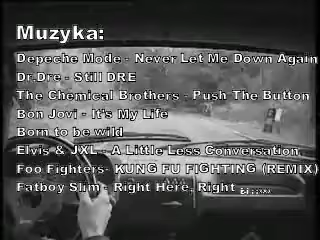 Muzyka:
Depeche Mode - Never Let Me Down Again
Dr.Dre - Still DRE
The Chemical Brothers - Push The Button
Bon Jovi - It's My Life
Born to be wild
Elvis & JXL - A Little Less Conversation
Foo Fighters- KUNG FU FIGHTING (REMIX)
Fatboy Slim - Right Here, Right